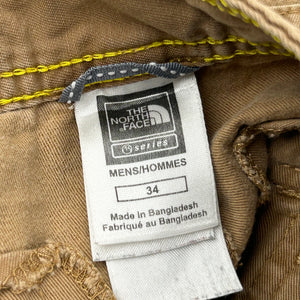 THE
NORTH
FACE
series
MENS/HOMMES
34
Made in Bangladesh
Fabriqué au Bangladesh